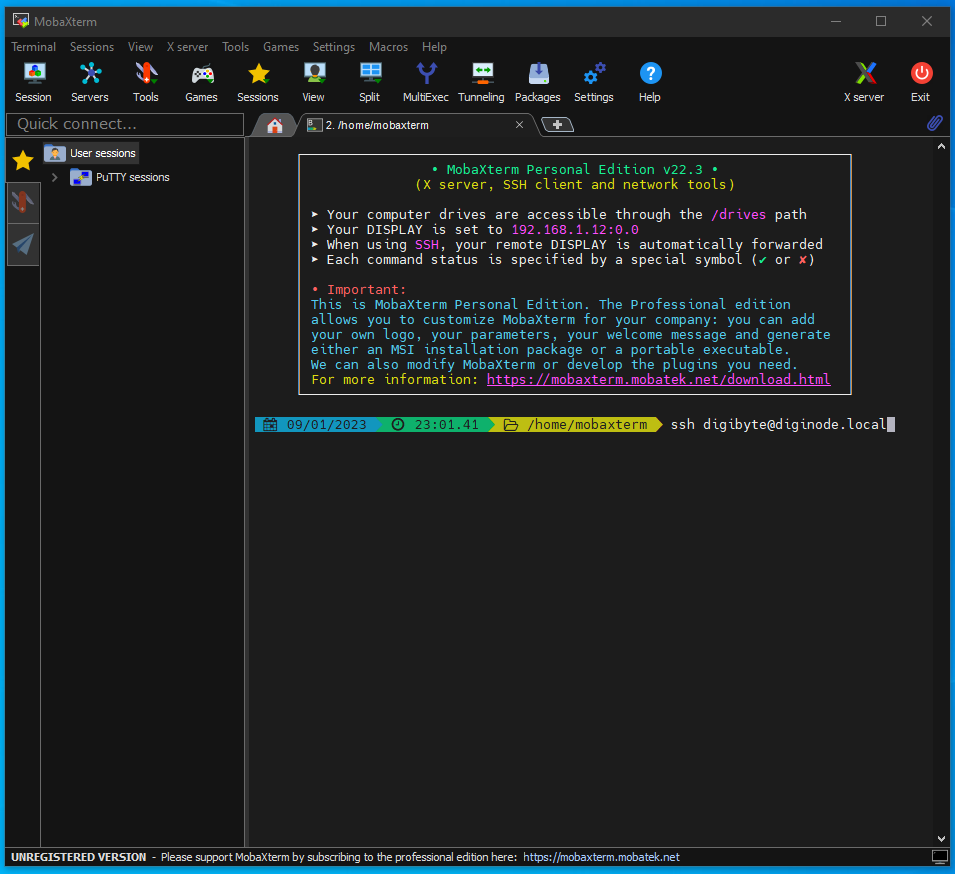 MobaXterm
Terminal Sessions View X server Tools Games Settings Macros Help
Session Servers Tools Games Sessions View Split MultiExec Tunneling Packages Settings Help X server Exit
Quick connect...
2. /home/mobaxterm
User sessions
PuTTY sessions
• MobaXterm Personal Edition v22.3 •
(X server, SSH client and network tools)
➤ Your computer drives are accessible through the /drives path
➤ Your DISPLAY is set to 192.168.1.12:0.0
➤ When using SSH, your remote DISPLAY is automatically forwarded
➤ Each command status is specified by a special symbol (✔ or ✘)
• Important:
This is MobaXterm Personal Edition. The Professional edition
allows you to customize MobaXterm for your company: you can add
your own logo, your parameters, your welcome message and generate
either an MSI installation package or a portable executable.
We can also modify MobaXterm or develop the plugins you need.
For more information: https://mobaxterm.mobatek.net/download.html
09/01/2023 23:01.41 /home/mobaxterm ssh digibyte@diginode.local
UNREGISTERED VERSION - Please support MobaXterm by subscribing to the professional edition here: https://mobaxterm.mobatek.net